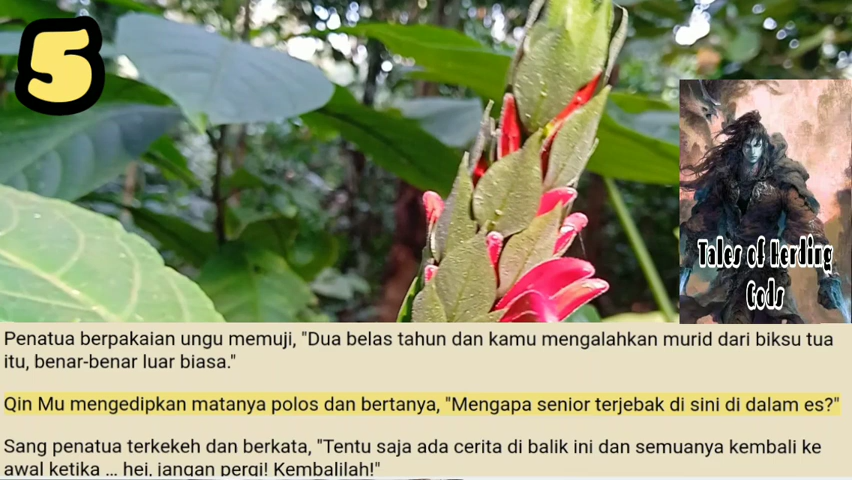 5
Tales of Herding
Gods
Penatua berpakaian ungu memuji, "Dua belas tahun dan kamu mengalahkan murid dari biksu tua
itu, benar-benar luar biasa."
Qin Mu mengedipkan matanya polos dan bertanya, "Mengapa senior terjebak di sini di dalam es?"
Sang penatua terkekeh dan berkata, "Tentu saja ada cerita di balik ini dan semuanya kembali ke
awal ketika ... hei, jangan pergi! Kembalilah!"